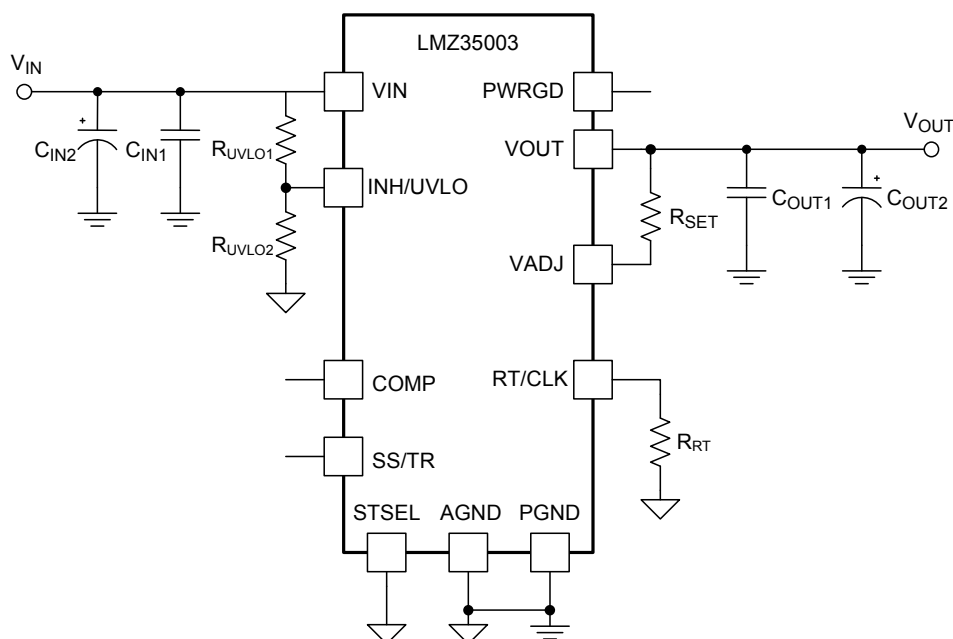 LMZ35003
VIN
VIN
PWRGD
VOUT
VOUT
+
CIN2
CIN1
RUVLO1
INH/UVLO
RUVLO2
RSET
COUT1
+
COUT2
VADJ
COMP
RT/CLK
SS/TR
RRT
STSEL
AGND
PGND